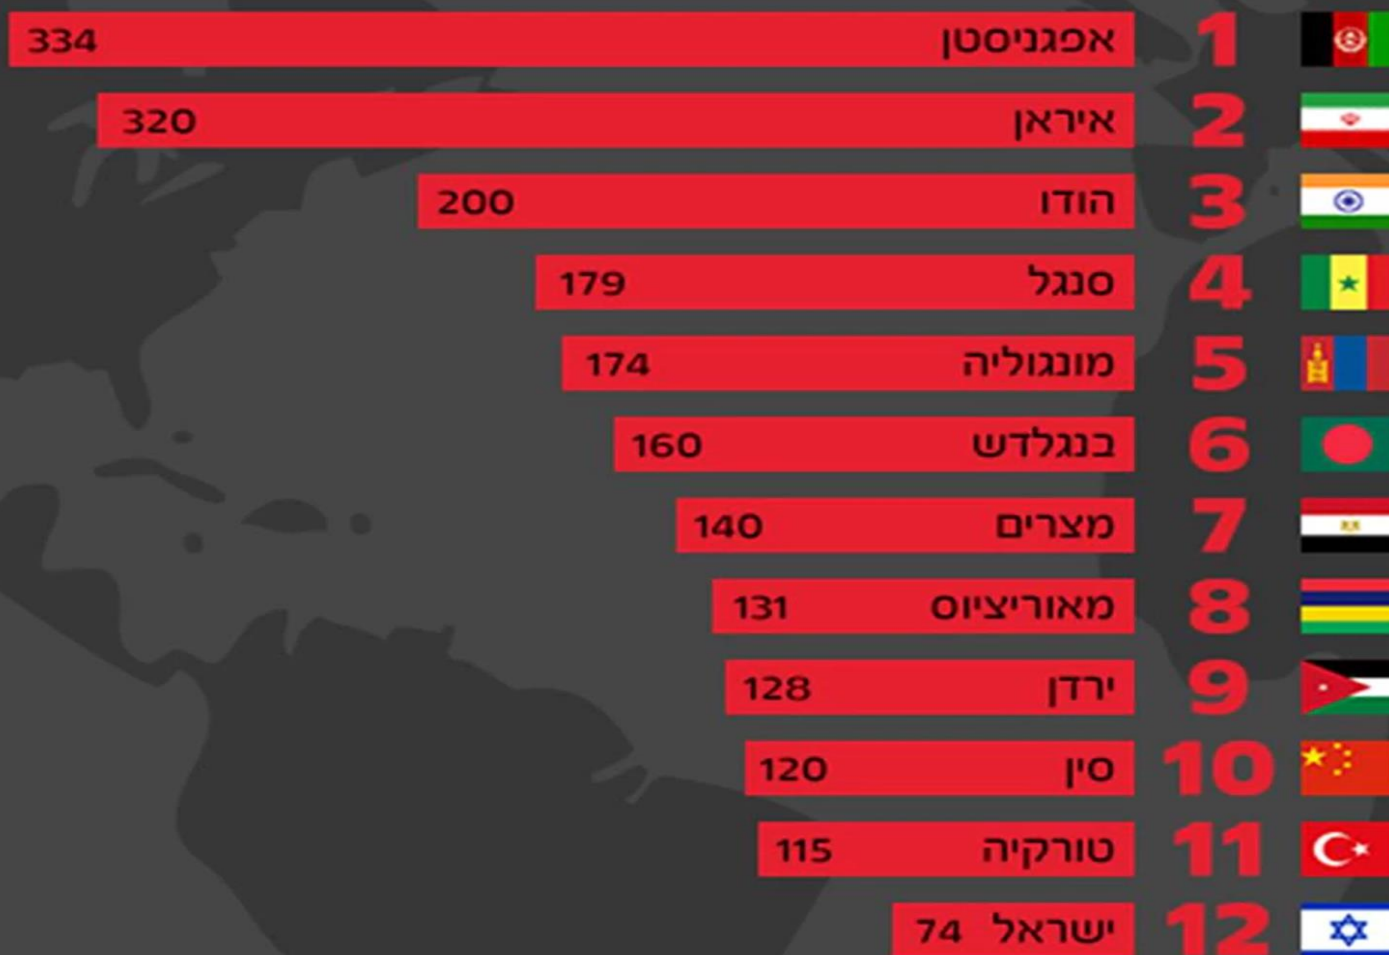 1 אפגניסטן 334
2 איראן 320
3 הודו 200
4 סנגל 179
5 מונגוליה 174
6 בנגלדש 160
7 מצרים 140
8 מאוריציוס 131
9 ירדן 128
10 סין 120
11 טורקיה 115
12 ישראל 74